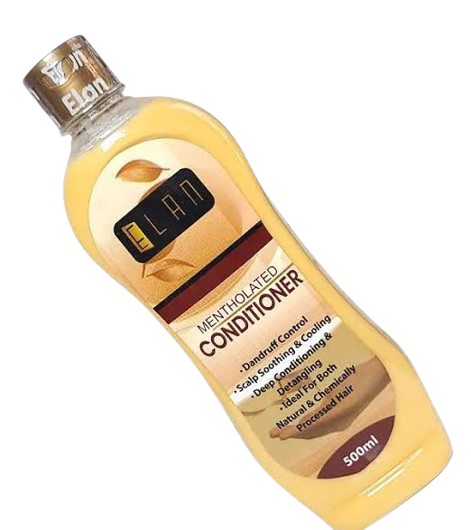 Elan
ELAN
MENTHOLATED
CONDITIONER
• Dandruff Control
• Scalp Soothing & Cooling
• Deep Conditioning &
Detangling
• Ideal For Both
Natural & Chemically
Processed Hair
500ml